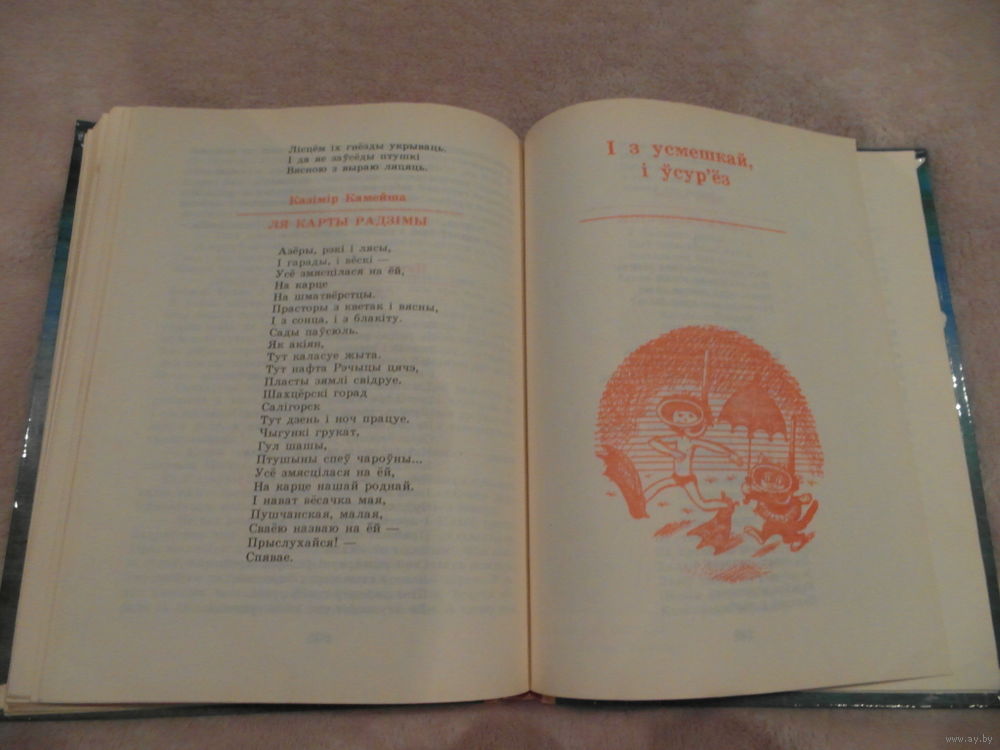 Лісцем іх гнёзды укрываць.
І да яе заўсёды птушкі
Вясною з выраю ляцяць.
Казімір Камейша
ЛЯ КАРТЫ РАДЗІМЫ
Азёры, рэкі і лясы,
І гарады, і вёскі —
Усё змясцілася на ёй,
На карце
На шматвёрстцы.
Прасторы з кветак і вясны,
І з сонца, і з блакіту.
Сады паўсюль.
Як акіян,
Тут каласуе жыта.
Тут нафта Рэчыцы цячэ,
Пласты зямлі свідруе.
Шахцёрскі горад
Салігорск
Тут дзень і ноч працуе.
Чыгункі грукат,
Гул шашы,
Птушыны спеў чароўны...
Усё змясцілася на ёй,
На карце нашай роднай.
І нават вёсачка мая,
Пушчанская, малая,
Сваёю назваю на ёй —
Прыслухайся! —
Спявае.
І з усмешкай,
і ўсур'ёз
www.ay.by